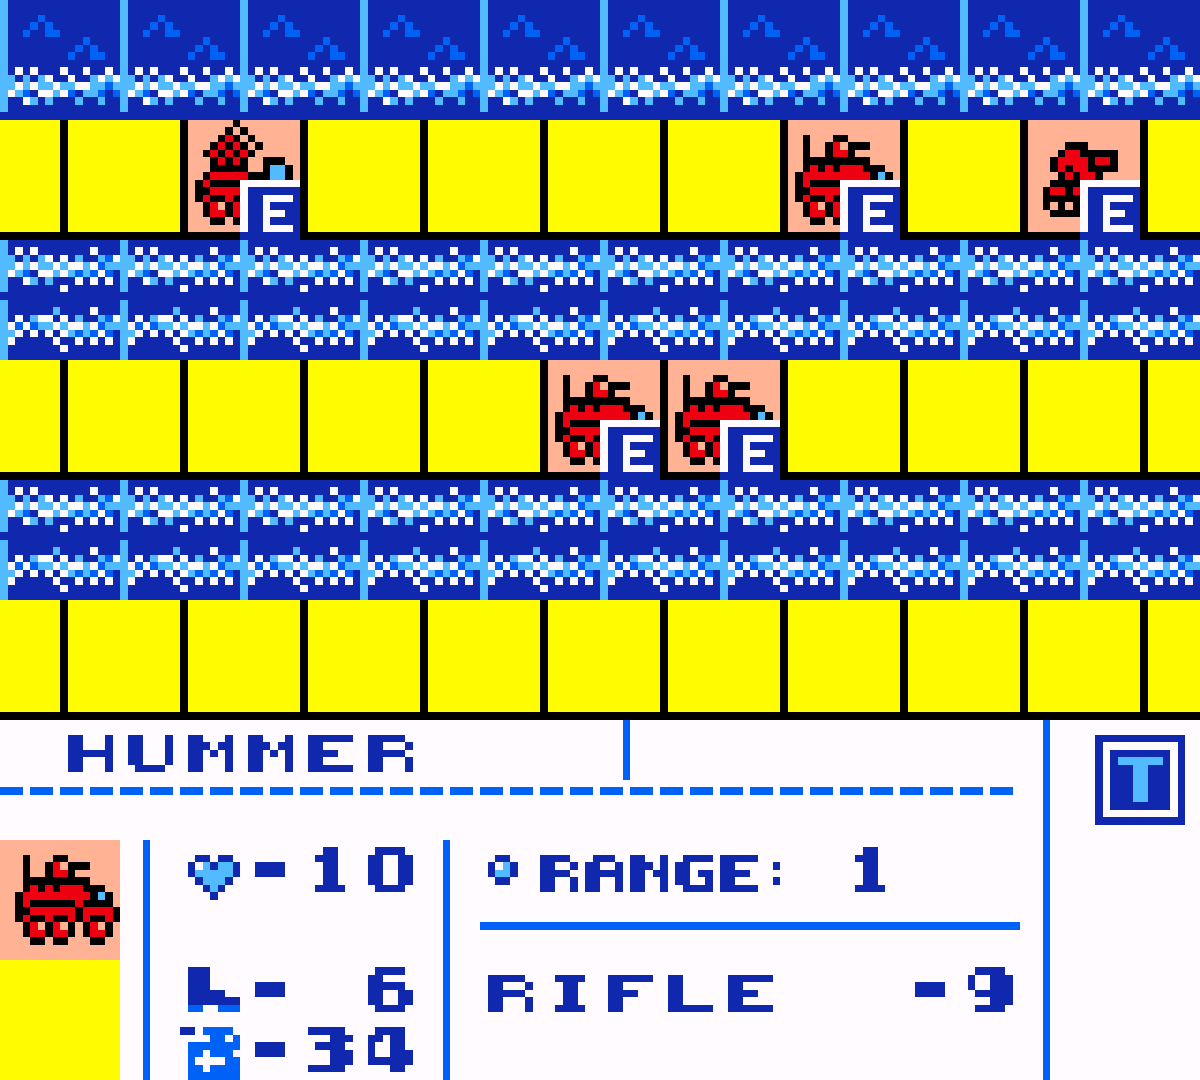 E E E
E E
HUMMER T
-10 RANGE: 1
- 6 RIFLE -9
-34